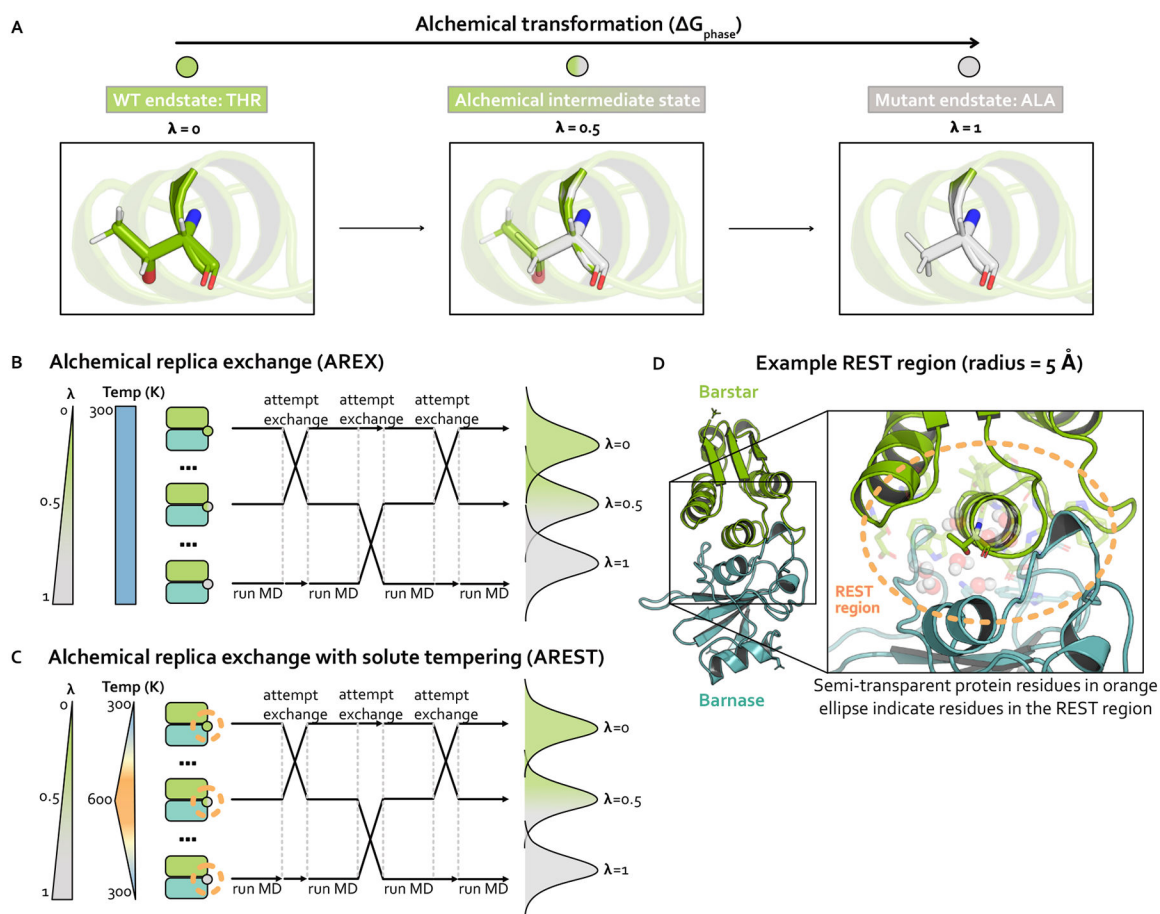 A
Alchemical transformation (ΔG_phase)
WT endstate: THR
Alchemical intermediate state
Mutant endstate: ALA
λ = 0
λ = 0.5
λ = 1
B
Alchemical replica exchange (AREX)
λ
Temp (K)
0
300
0.5
1
...
...
attempt exchange
attempt exchange
attempt exchange
run MD
run MD
run MD
run MD
λ=0
λ=0.5
λ=1
C
Alchemical replica exchange with solute tempering (AREST)
λ
Temp (K)
0
300
0.5
600
1
300
...
...
attempt exchange
attempt exchange
attempt exchange
run MD
run MD
run MD
run MD
λ=0
λ=0.5
λ=1
D
Example REST region (radius = 5 Å)
Barstar
Barnase
REST
region
Semi-transparent protein residues in orange
ellipse indicate residues in the REST region